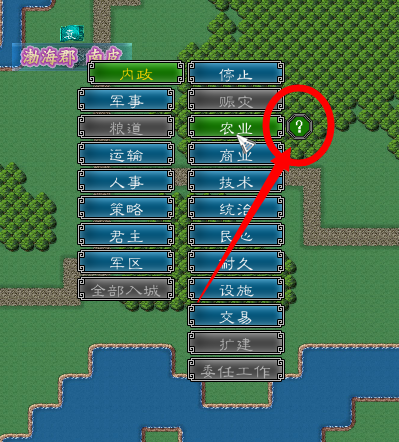 袁
渤海郡 南皮
内政 停止
军事 赈灾
粮道 农业 ?
运输 商业
人事 技术
策略 统治
君主 民心
军区 耐久
全部入城 设施
交易
扩建
委任工作